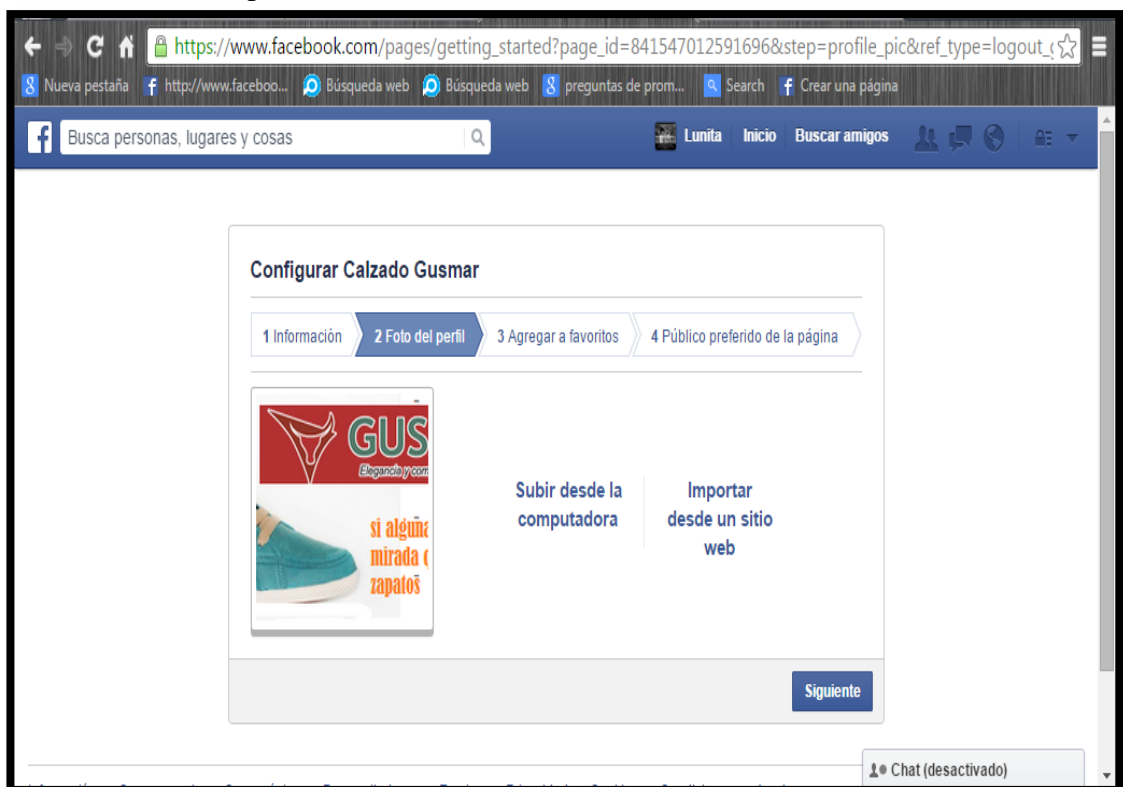 https://www.facebook.com/pages/getting_started?page_id=841547012591696&step=profile_pic&ref_type=logout_
Nueva pestaña http://www.faceboo... Búsqueda web Búsqueda web preguntas de prom... Search Crear una página
Busca personas, lugares y cosas Lunita Inicio Buscar amigos
Configurar Calzado Gusmar
1 Información 2 Foto del perfil 3 Agregar a favoritos 4 Público preferido de la página
GUS
Elegancia y com
si alguna
mirada
zapatos
Subir desde la
computadora
Importar
desde un sitio
web
Siguiente
Chat (desactivado)